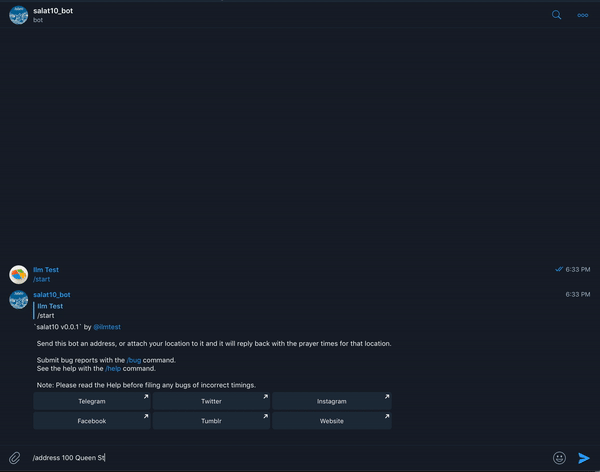 salat10_bot
bot
Ilm Test
6:33 PM
/start
salat10_bot
6:33 PM
Ilm Test
/start
`salat10 v0.0.1` by @ilmtest
Send this bot an address, or attach your location to it and it will reply back with the prayer times for that location.
Submit bug reports with the /bug command.
See the help with the /help command.
Note: Please read the Help before filing any bugs of incorrect timings.
Telegram
Twitter
Instagram
Facebook
Tumblr
Website
/address 100 Queen St